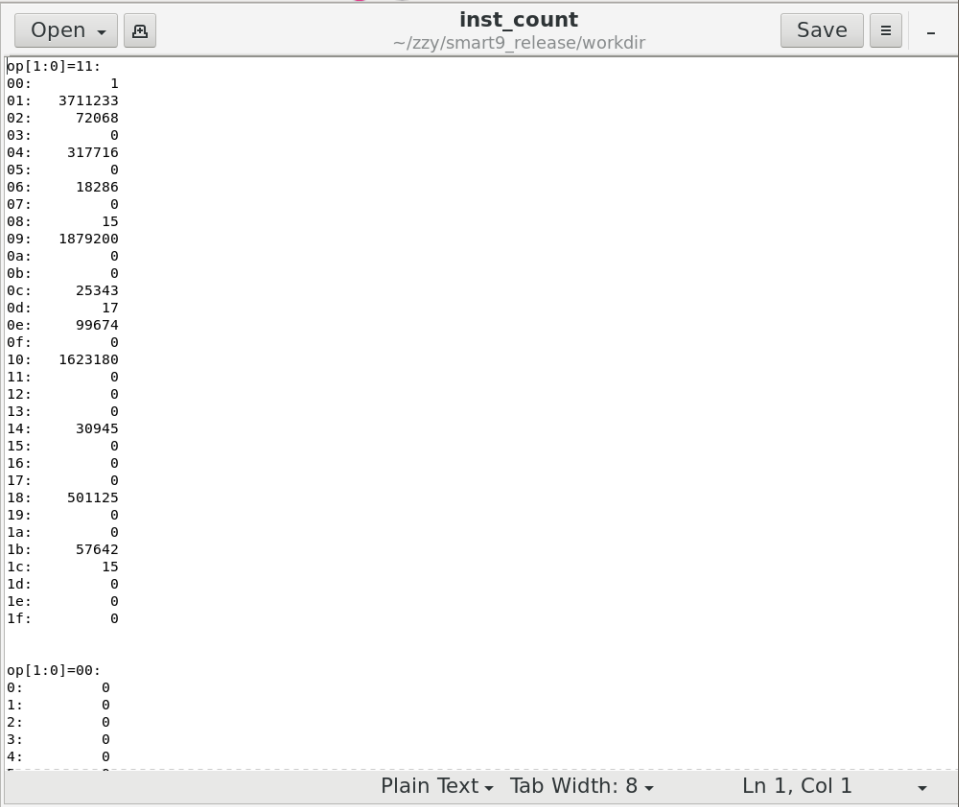 Open
inst_count
~/zzy/smart9_release/workdir
Save
op[1:0]=11:
00: 1
01: 3711233
02: 72068
03: 0
04: 317716
05: 0
06: 18286
07: 0
08: 15
09: 1879200
0a: 0
0b: 0
0c: 25343
0d: 17
0e: 99674
0f: 0
10: 1623180
11: 0
12: 0
13: 0
14: 30945
15: 0
16: 0
17: 0
18: 501125
19: 0
1a: 0
1b: 57642
1c: 15
1d: 0
1e: 0
1f: 0
op[1:0]=00:
0: 0
1: 0
2: 0
3: 0
4: 0
Plain Text Tab Width: 8 Ln 1, Col 1